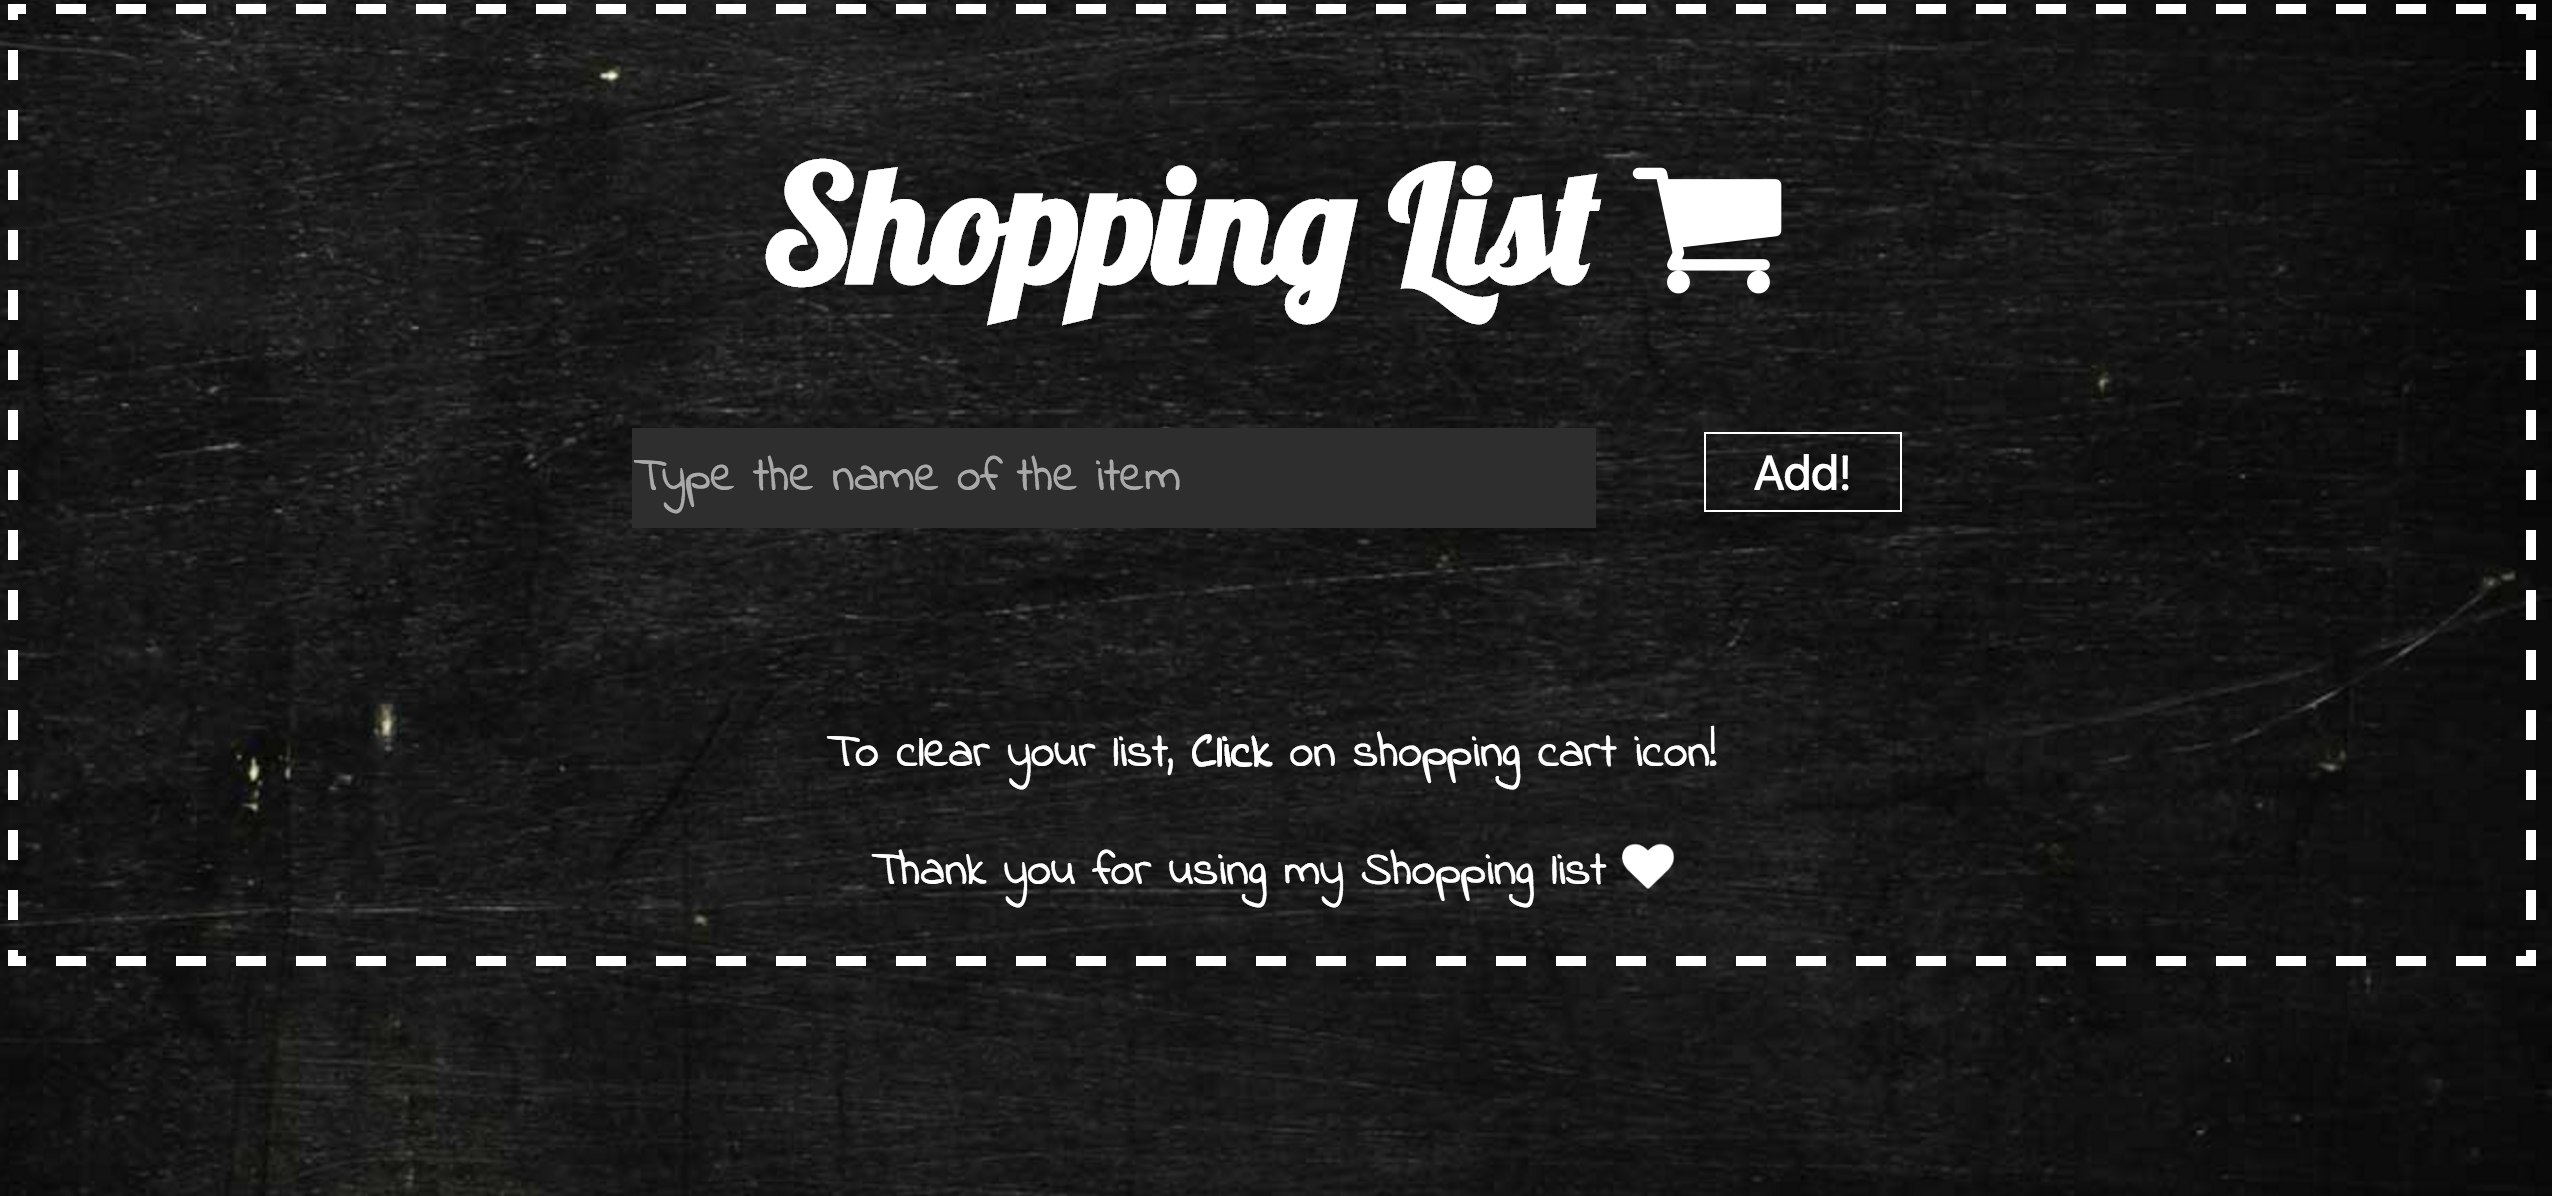 Shopping List
Type the name of the item
Add!
To clear your list, Click on shopping cart icon!
Thank you for using my Shopping list